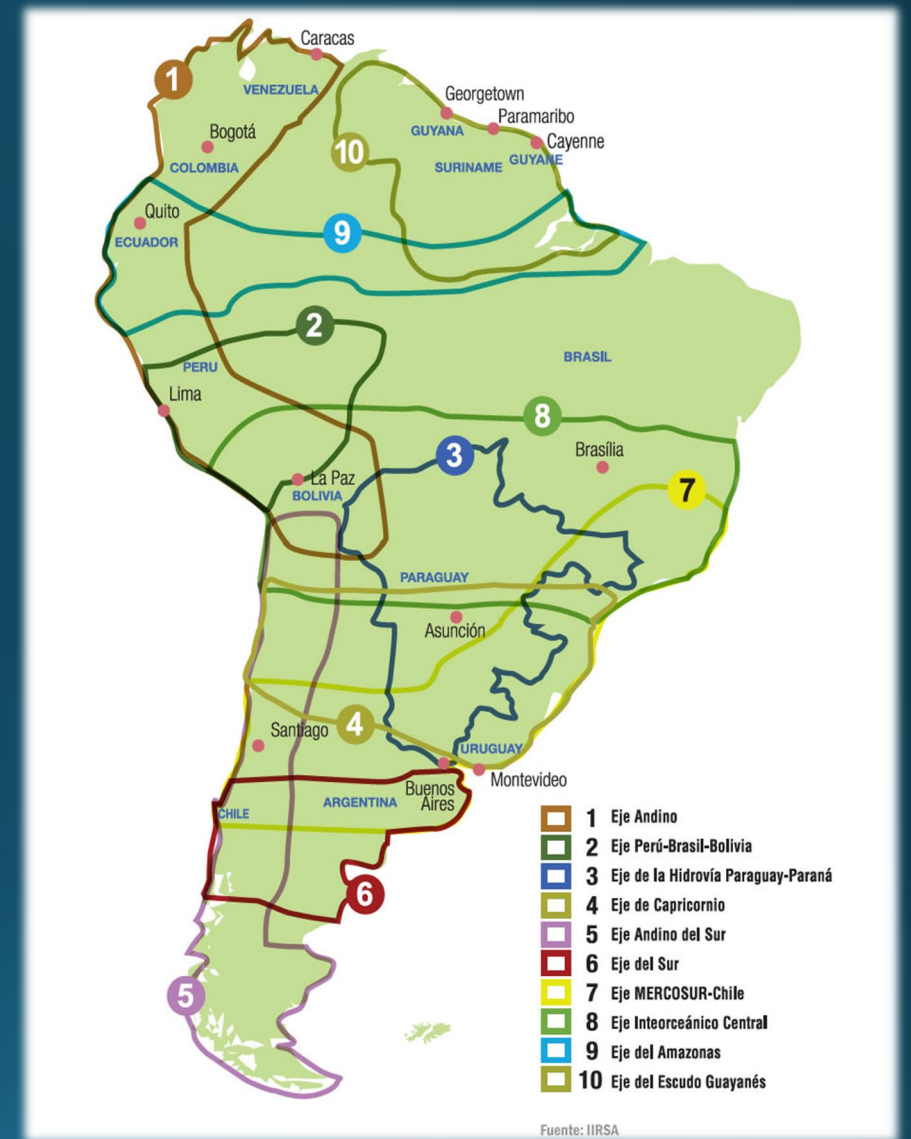 Caracas
1
VENEZUELA
Georgetown
Paramaribo
GUYANA
Bogotá
Cayenne
10
GUYANE
COLOMBIA
SURINAME
Quito
9
ECUADOR
2
BRASIL
PERU
Lima
8
Brasília
3
La Paz
7
BOLIVIA
PARAGUAY
Asunción
4
Santiago
URUGUAY
Montevideo
Buenos
Aires
ARGENTINA
CHILE
6
5
1 Eje Andino
2 Eje Perú-Brasil-Bolivia
3 Eje de la Hidrovía Paraguay-Paraná
4 Eje de Capricornio
5 Eje Andino del Sur
6 Eje del Sur
7 Eje MERCOSUR-Chile
8 Eje Inteorceánico Central
9 Eje del Amazonas
10 Eje del Escudo Guayanés
Fuente: IIRSA